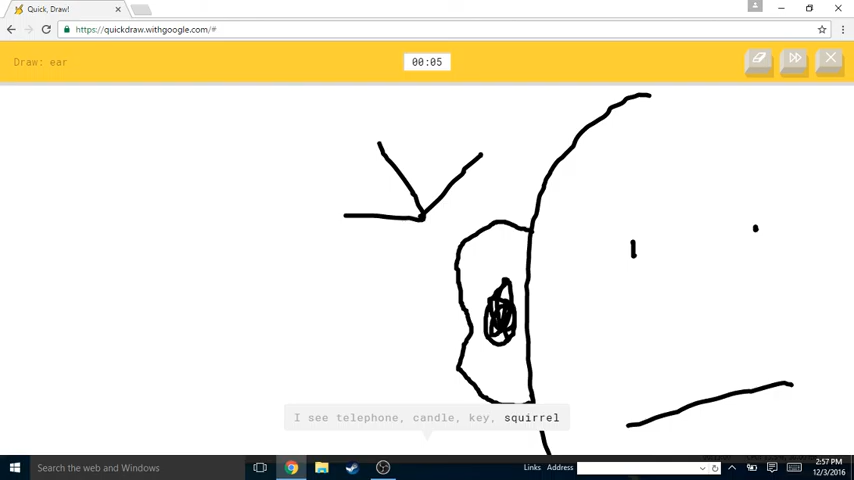 Quick, Draw!
https://quickdraw.withgoogle.com/#
Draw: ear
00:05
I see telephone, candle, key, squirrel
Search the web and Windows
Links Address
2:57 PM
12/3/2016